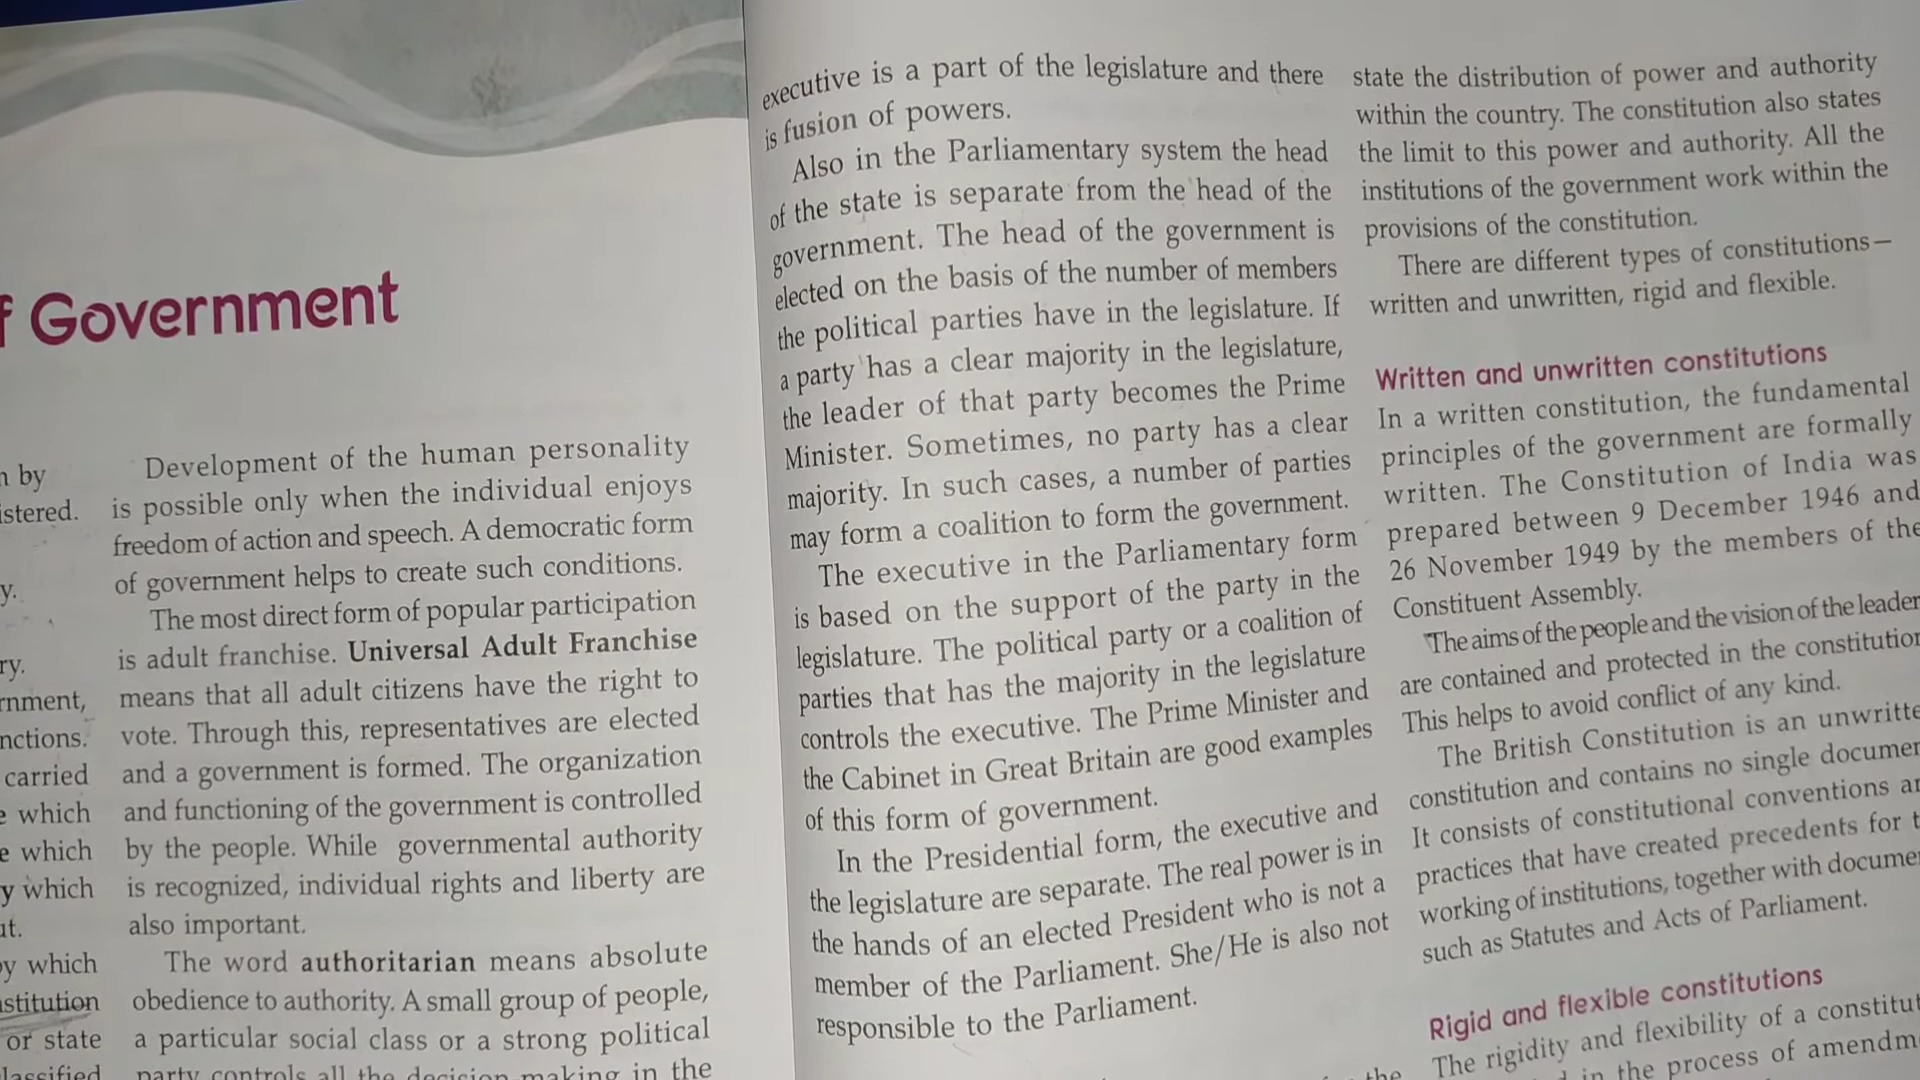 Government
n by
istered.
y.
ry.
rnment,
nctions.
carried
e which
e which
y which
ut.
by which
nstitution
or state
classified
Development of the human personality
is possible only when the individual enjoys
freedom of action and speech. A democratic form
of government helps to create such conditions.
The most direct form of popular participation
is adult franchise. Universal Adult Franchise
means that all adult citizens have the right to
vote. Through this, representatives are elected
and a government is formed. The organization
and functioning of the government is controlled
by the people. While governmental authority
is recognized, individual rights and liberty are
also important.
The word authoritarian means absolute
obedience to authority. A small group of people,
a particular social class or a strong political
party controls all the decision making in the
executive is a part of the legislature and there
is fusion of powers.
Also in the Parliamentary system the head
of the state is separate from the head of the
government. The head of the government is
elected on the basis of the number of members
the political parties have in the legislature. If
a party has a clear majority in the legislature,
the leader of that party becomes the Prime
Minister. Sometimes, no party has a clear
majority. In such cases, a number of parties
may form a coalition to form the government.
The executive in the Parliamentary form
is based on the support of the party in the
legislature. The political party or a coalition of
parties that has the majority in the legislature
controls the executive. The Prime Minister and
the Cabinet in Great Britain are good examples
of this form of government.
In the Presidential form, the executive and
the legislature are separate. The real power is in
the hands of an elected President who is not a
member of the Parliament. She/He is also not
responsible to the Parliament.
the
state the distribution of power and authority
within the country. The constitution also states
the limit to this power and authority. All the
institutions of the government work within the
provisions of the constitution.
There are different types of constitutions—
written and unwritten, rigid and flexible.
Written and unwritten constitutions
In a written constitution, the fundamental
principles of the government are formally
written. The Constitution of India was
prepared between 9 December 1946 and
26 November 1949 by the members of the
Constituent Assembly.
The aims of the people and the vision of the leader
are contained and protected in the constitution
This helps to avoid conflict of any kind.
The British Constitution is an unwritte
constitution and contains no single documen
It consists of constitutional conventions an
practices that have created precedents for t
working of institutions, together with documen
such as Statutes and Acts of Parliament.
Rigid and flexible constitutions
The rigidity and flexibility of a constitut
in the process of amendm